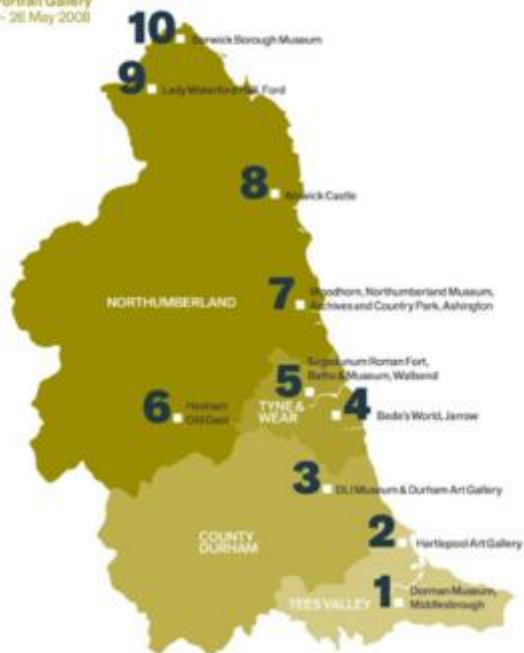 Portrait Gallery
- 26 May 2008
10 Berwick Borough Museum
9 Lady Waterford Hall, Ford
8 Alnwick Castle
NORTHUMBERLAND
7 Woodhorn, Northumberland Museum,
Archives and Country Park, Ashington
5 Segedunum Roman Fort,
Baths & Museum, Wallsend
6 Hexham
Old Gaol
TYNE &
WEAR
4 Bede's World, Jarrow
3 DLI Museum & Durham Art Gallery
2 Hartlepool Art Gallery
COUNTY
DURHAM
1 Dorman Museum,
Middlesbrough
TEES VALLEY